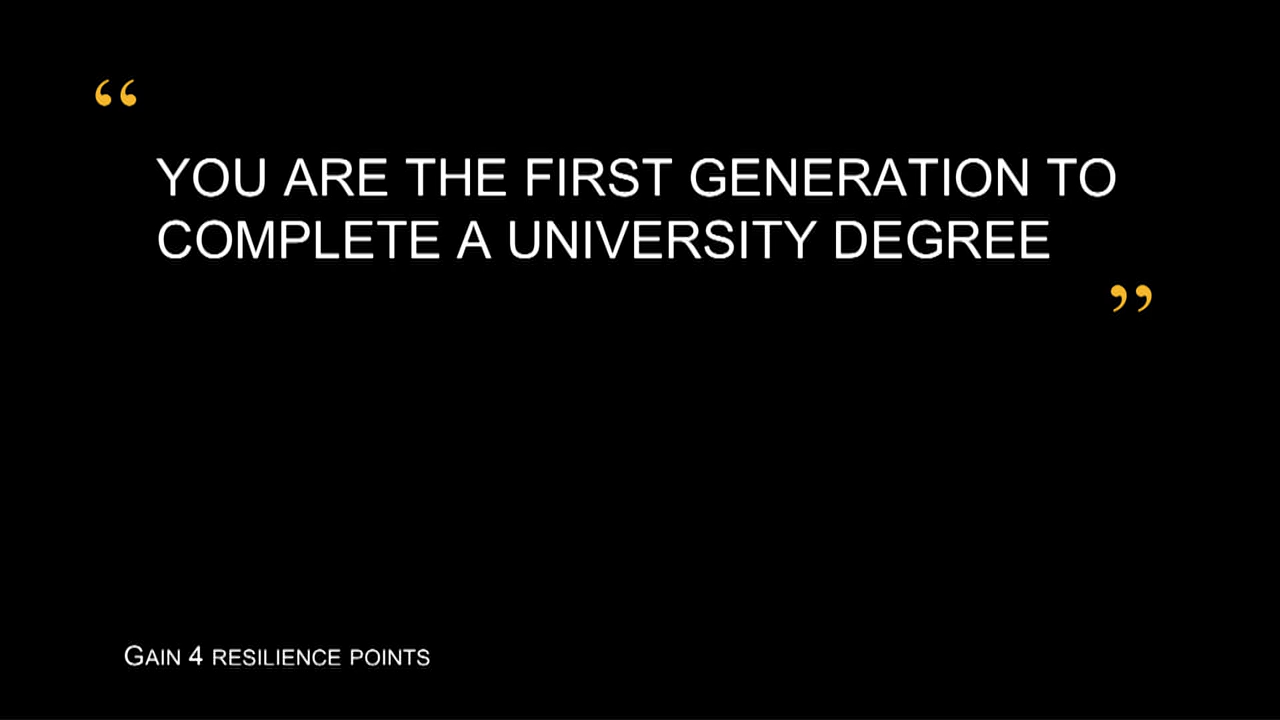 “
YOU ARE THE FIRST GENERATION TO
COMPLETE A UNIVERSITY DEGREE
”
GAIN 4 RESILIENCE POINTS